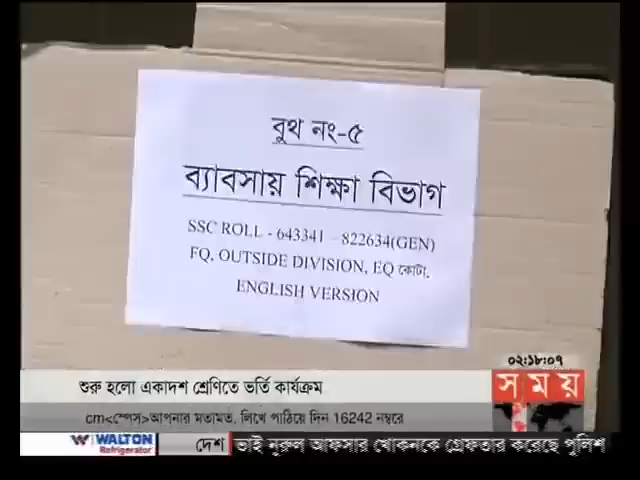 বুথ নং-৫
ব্যাবসায় শিক্ষা বিভাগ
SSC ROLL - 643341 - 822634(GEN)
FQ, OUTSIDE DIVISION, EQ কোটা,
ENGLISH VERSION
০২:১৮:০৭
সময়
শুরু হলো একাদশ শ্রেণিতে ভর্তি কার্যক্রম
cm<স্পেস>আপনার মতামত, লিখে পাঠিয়ে দিন 16242 নম্বরে
WALTON
Refrigerator
দেশ
ভাই নুরুল আফসার খোকনকে গ্রেফতার করেছে পুলিশ